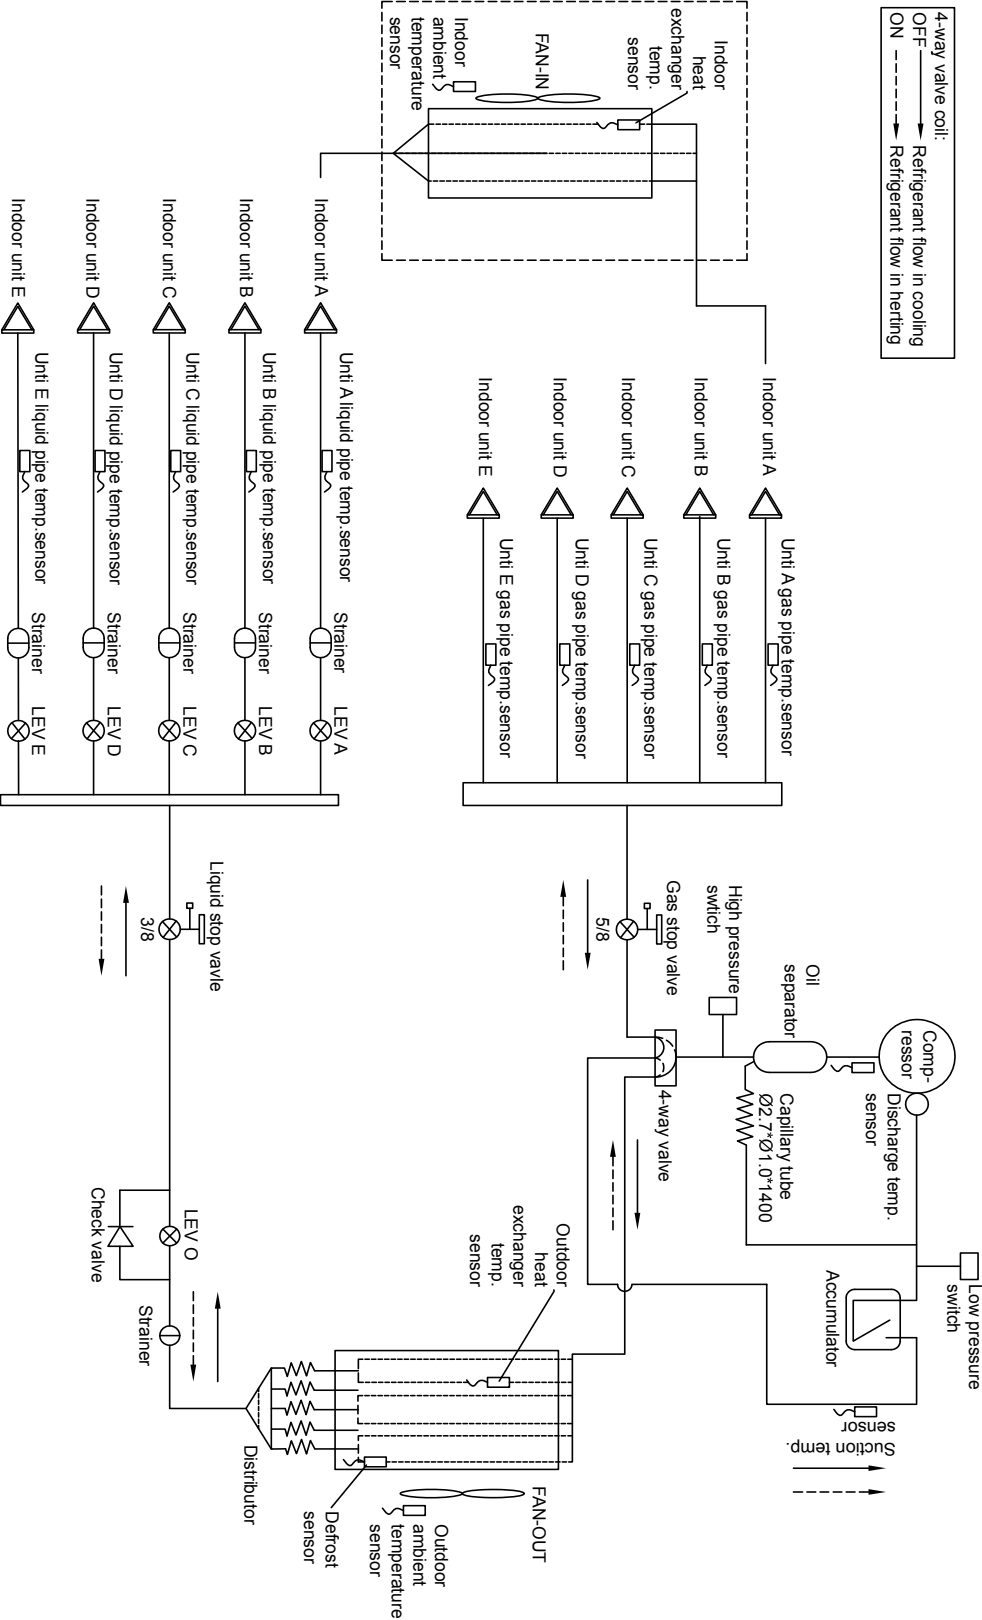 4-way valve coil:
OFF Refrigerant flow in cooling
ON Refrigerant flow in herting
Indoor
heat
exchanger
temp.
sensor
FAN-IN
Indoor
ambient
temperature
sensor
Indoor unit A
Unti A gas pipe temp.sensor
Indoor unit B
Unti B gas pipe temp.sensor
Indoor unit C
Unti C gas pipe temp.sensor
Indoor unit D
Unti D gas pipe temp.sensor
Indoor unit E
Unti E gas pipe temp.sensor
Indoor unit A
Unti A liquid pipe temp.sensor
Strainer
LEV A
Indoor unit B
Unti B liquid pipe temp.sensor
Strainer
LEV B
Indoor unit C
Unti C liquid pipe temp.sensor
Strainer
LEV C
Indoor unit D
Unti D liquid pipe temp.sensor
Strainer
LEV D
Indoor unit E
Unti E liquid pipe temp.sensor
Strainer
LEV E
Gas stop valve
5/8
Liquid stop vavle
3/8
High pressure
swtich
Oil
separator
Comp-
ressor
Discharge temp.
sensor
Capillary tube
Ø2.7*Ø1.0*1400
4-way valve
Low pressure
switch
Accumulator
Suction temp.
sensor
Outdoor
heat
exchanger
temp.
sensor
LEV O
Check valve
Strainer
Distributor
FAN-OUT
Outdoor
ambient
temperature
sensor
Defrost
sensor